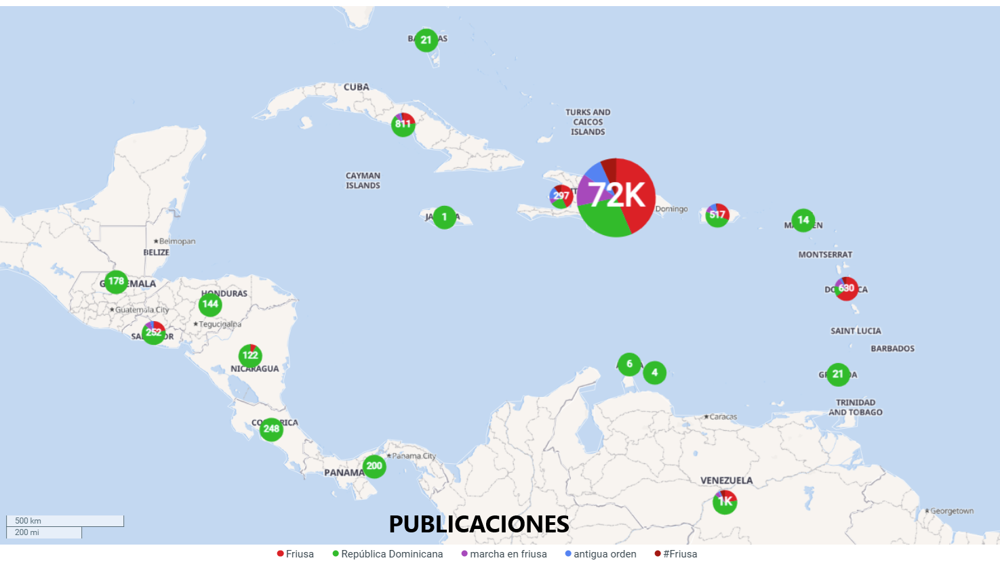 21
CUBA
811
TURKS AND
CAICOS
ISLANDS
CAYMAN
ISLANDS
297
72K
Domingo
1
517
14
MONTSERRAT
★Belmopan
BELIZE
178
★Guatemala City
HONDURAS
144
★Tegucigalpa
252
122
NICARAGUA
630
SAINT LUCIA
BARBADOS
6
4
21
TRINIDAD
AND TOBAGO
★Caracas
248
PANAMA
200
★Panama City
VENEZUELA
1K
★Georgetown
500 km
200 mi
PUBLICACIONES
Friusa República Dominicana marcha en friusa antigua orden #Friusa